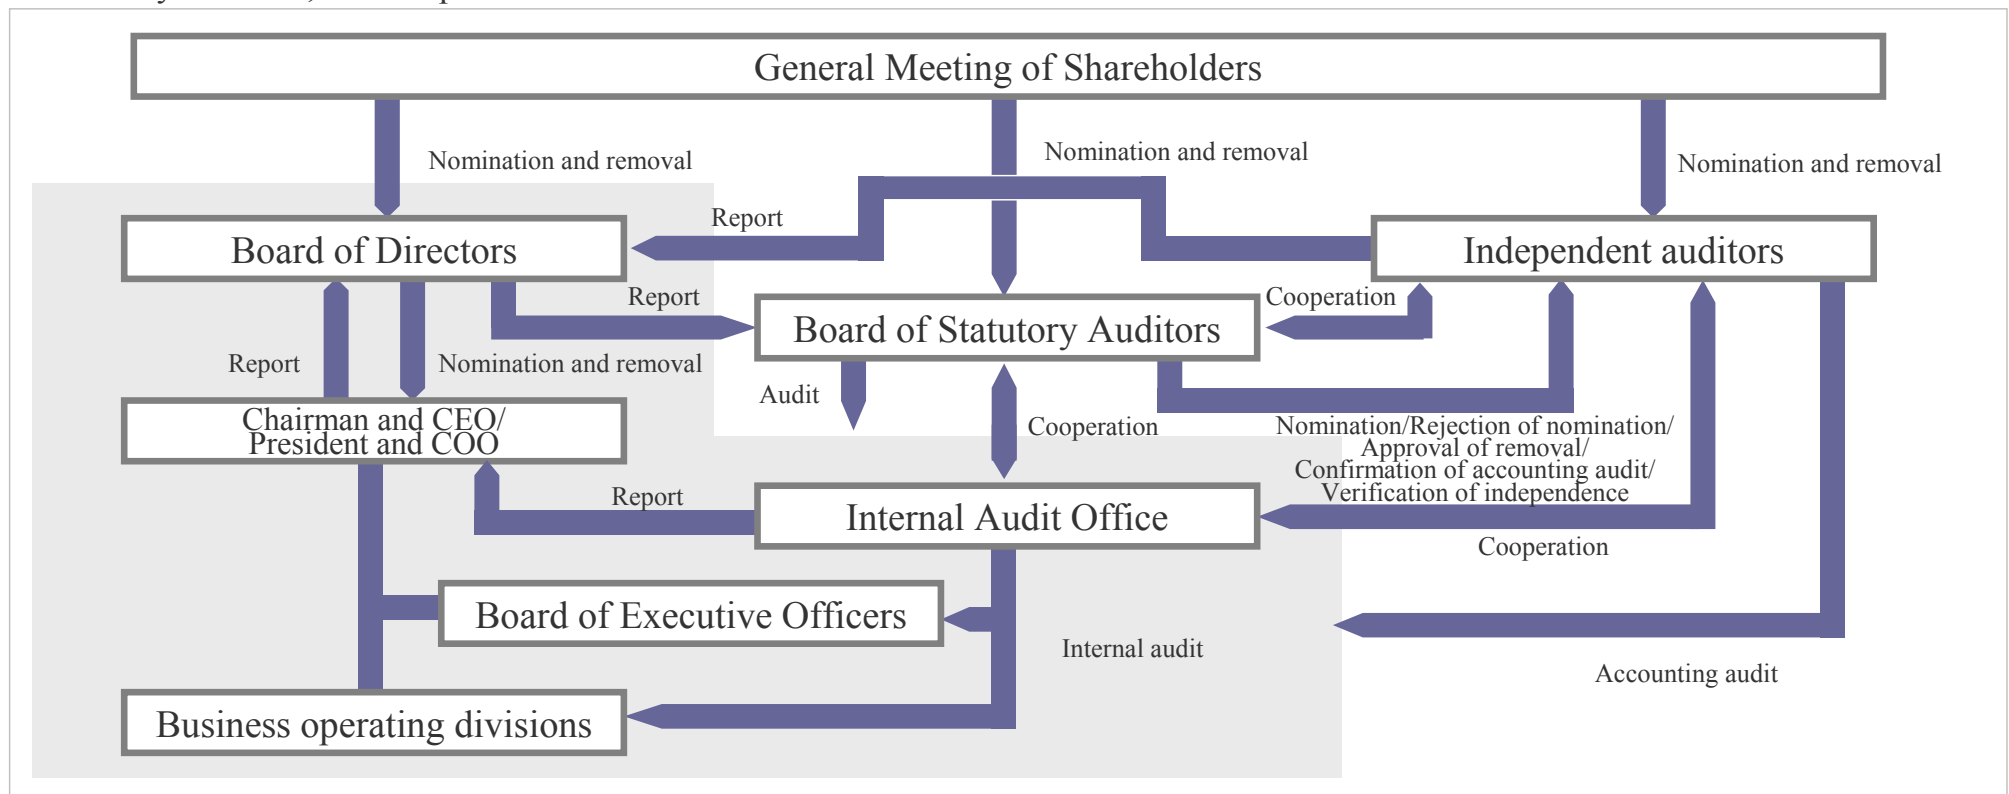 General Meeting of Shareholders
Nomination and removal
Nomination and removal
Nomination and removal
Report
Board of Directors
Independent auditors
Report
Cooperation
Board of Statutory Auditors
Report
Nomination and removal
Audit
Chairman and CEO/
President and COO
Cooperation
Nomination/Rejection of nomination/
Approval of removal/
Confirmation of accounting audit/
Verification of independence
Report
Internal Audit Office
Cooperation
Board of Executive Officers
Internal audit
Accounting audit
Business operating divisions